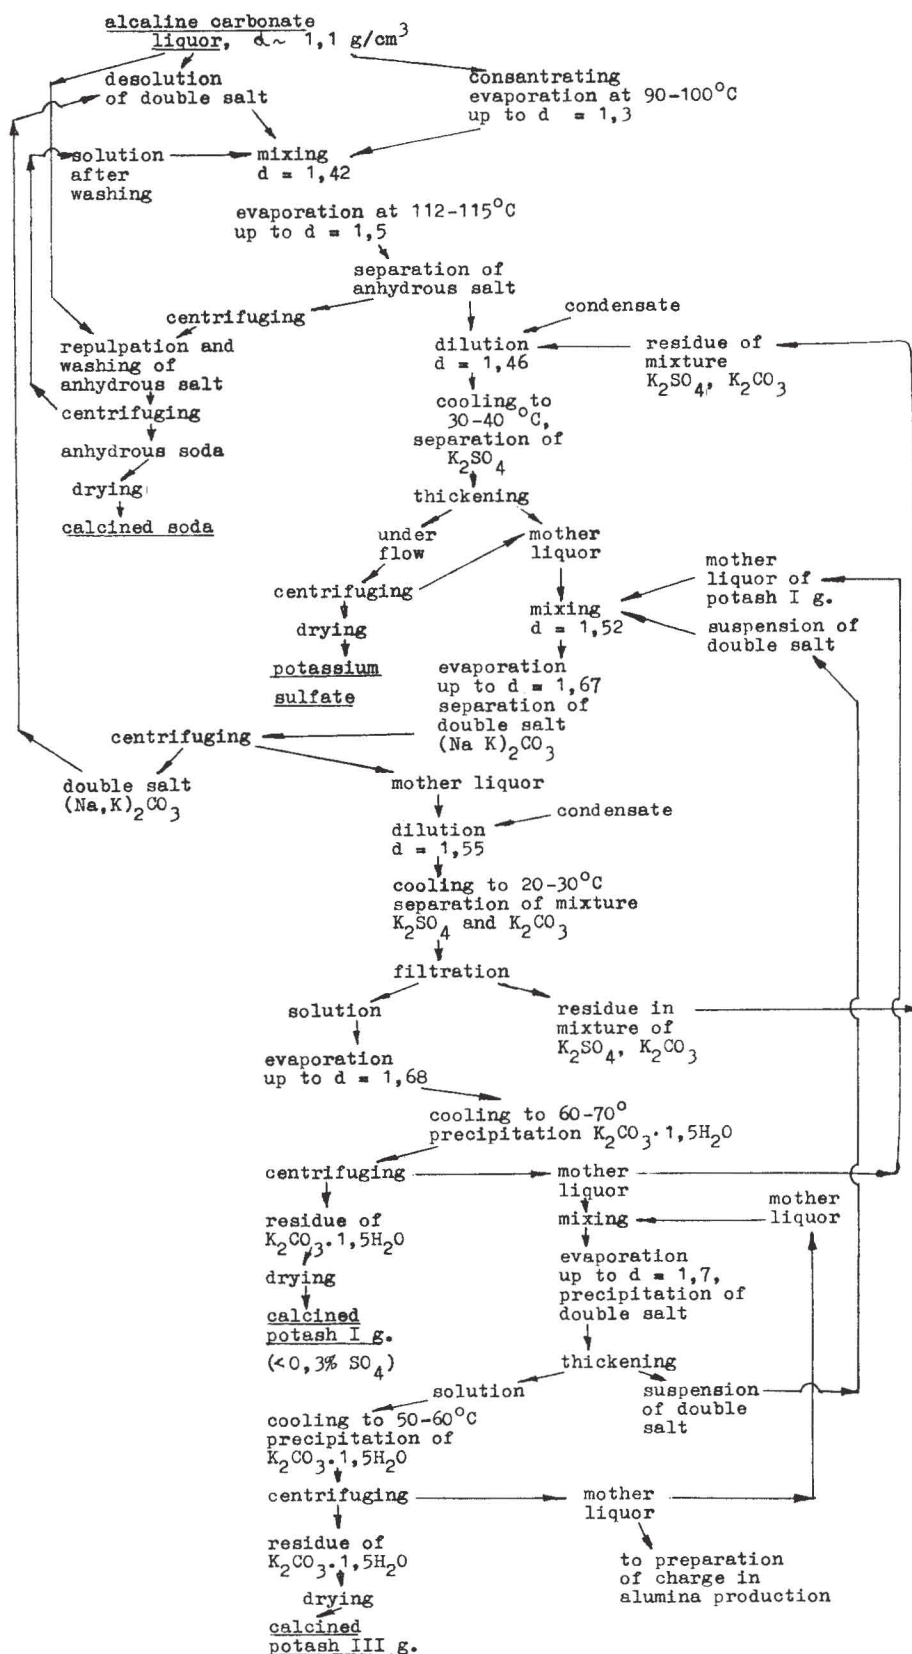 alcaline carbonate
liquor, d~ 1,1 g/cm³
desolution
of double salt
consantrating
evaporation at 90-100°C
up to d = 1,3
solution
after
washing
mixing
d = 1,42
evaporation at 112-115°C
up to d = 1,5
separation of
anhydrous salt
centrifuging
condensate
repulpation and
washing of
anhydrous salt
dilution
d = 1,46
residue of
mixture
K₂SO₄, K₂CO₃
centrifuging
cooling to
30-40 °C,
separation of
K₂SO₄
anhydrous soda
drying
thickening
calcined soda
under
flow
mother
liquor
mother
liquor of
potash I g.
centrifuging
mixing
d = 1,52
suspension of
double salt
drying
potassium
sulfate
evaporation
up to d = 1,67
separation of
double salt
(Na K)₂CO₃
centrifuging
double salt
(Na,K)₂CO₃
mother liquor
dilution
d = 1,55
condensate
cooling to 20-30°C
separation of mixture
K₂SO₄ and K₂CO₃
filtration
solution
residue in
mixture of
K₂SO₄, K₂CO₃
evaporation
up to d = 1,68
cooling to 60-70°
precipitation K₂CO₃·1,5H₂O
centrifuging
mother
liquor
mother
liquor
residue of
K₂CO₃.1,5H₂O
mixing
drying
evaporation
up to d = 1,7,
precipitation of
double salt
calcined
potash I g.
(<0,3% SO₄)
thickening
solution
suspension
of double
salt
cooling to 50-60°C
precipitation of
K₂CO₃.1,5H₂O
centrifuging
mother
liquor
residue of
K₂CO₃.1,5H₂O
to preparation
of charge in
alumina production
drying
calcined
potash III g.